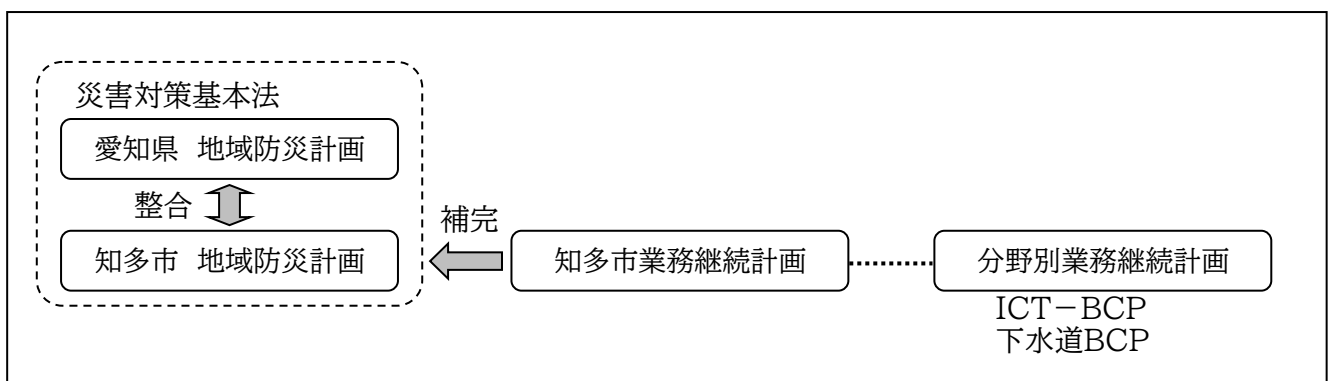 災害対策基本法
愛知県 地域防災計画
整合
知多市 地域防災計画
補完
知多市業務継続計画
分野別業務継続計画
ICT－BCP
下水道BCP